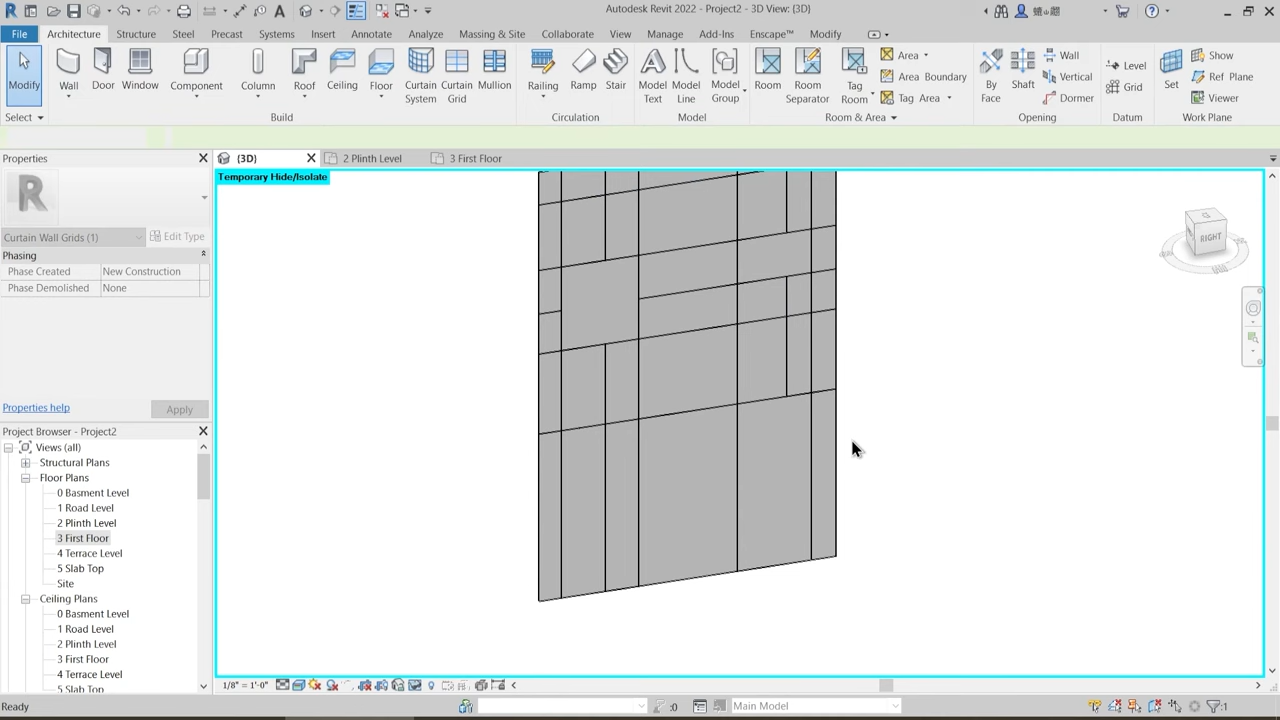 Autodesk Revit 2022 - Project2 - 3D View: {3D}
File Architecture Structure Steel Precast Systems Insert Annotate Analyze Massing & Site Collaborate View Manage Add-Ins Enscape™ Modify
Modify Wall Door Window Component Column Roof Ceiling Floor Curtain System Curtain Grid Mullion Railing Ramp Stair Model Text Model Line Model Group Room Room Separator Tag Room Area Area Boundary Tag Area By Face Shaft Wall Vertical Dormer Level Grid Set Show Ref Plane Viewer
Select Build Circulation Model Room & Area Opening Datum Work Plane
Properties {3D} 2 Plinth Level 3 First Floor
Temporary Hide/Isolate
R
Curtain Wall Grids (1) Edit Type
Phasing
Phase Created New Construction
Phase Demolished None
RIGHT
Properties help Apply
Project Browser - Project2
Views (all)
Structural Plans
Floor Plans
0 Basment Level
1 Road Level
2 Plinth Level
3 First Floor
4 Terrace Level
5 Slab Top
Site
Ceiling Plans
0 Basment Level
1 Road Level
2 Plinth Level
3 First Floor
4 Terrace Level
5 Slab Top
1/8" = 1'-0"
Ready :0 Main Model :1